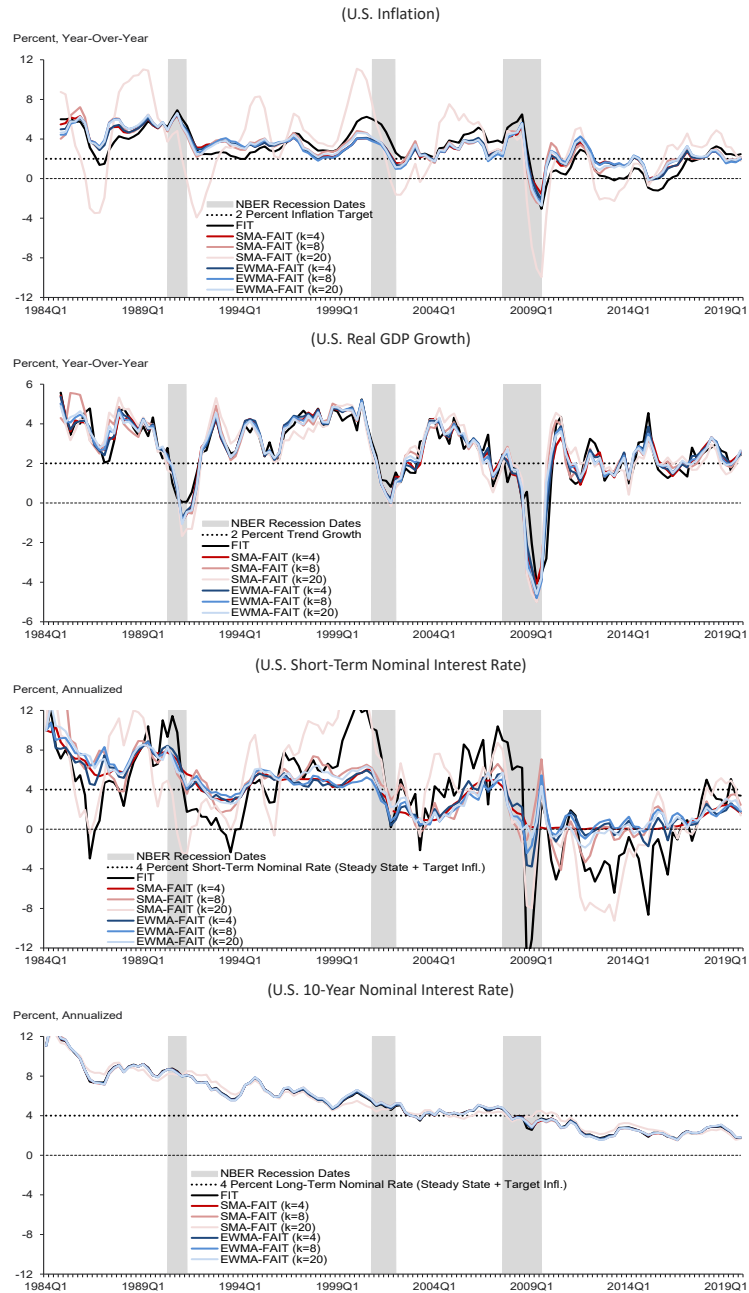 (U.S. Inflation)
Percent, Year-Over-Year
12
8
4
0
-4
-8
-12
NBER Recession Dates
2 Percent Inflation Target
FIT
SMA-FAIT (k=4)
SMA-FAIT (k=8)
SMA-FAIT (k=20)
EWMA-FAIT (k=4)
EWMA-FAIT (k=8)
EWMA-FAIT (k=20)
1984Q1 1989Q1 1994Q1 1999Q1 2004Q1 2009Q1 2014Q1 2019Q1
(U.S. Real GDP Growth)
Percent, Year-Over-Year
6
4
2
0
-2
-4
-6
NBER Recession Dates
2 Percent Trend Growth
FIT
SMA-FAIT (k=4)
SMA-FAIT (k=8)
SMA-FAIT (k=20)
EWMA-FAIT (k=4)
EWMA-FAIT (k=8)
EWMA-FAIT (k=20)
1984Q1 1989Q1 1994Q1 1999Q1 2004Q1 2009Q1 2014Q1 2019Q1
(U.S. Short-Term Nominal Interest Rate)
Percent, Annualized
12
8
4
0
-4
-8
-12
NBER Recession Dates
4 Percent Short-Term Nominal Rate (Steady State + Target Infl.)
FIT
SMA-FAIT (k=4)
SMA-FAIT (k=8)
SMA-FAIT (k=20)
EWMA-FAIT (k=4)
EWMA-FAIT (k=8)
EWMA-FAIT (k=20)
1984Q1 1989Q1 1994Q1 1999Q1 2004Q1 2009Q1 2014Q1 2019Q1
(U.S. 10-Year Nominal Interest Rate)
Percent, Annualized
12
8
4
0
-4
-8
-12
NBER Recession Dates
4 Percent Long-Term Nominal Rate (Steady State + Target Infl.)
FIT
SMA-FAIT (k=4)
SMA-FAIT (k=8)
SMA-FAIT (k=20)
EWMA-FAIT (k=4)
EWMA-FAIT (k=8)
EWMA-FAIT (k=20)
1984Q1 1989Q1 1994Q1 1999Q1 2004Q1 2009Q1 2014Q1 2019Q1